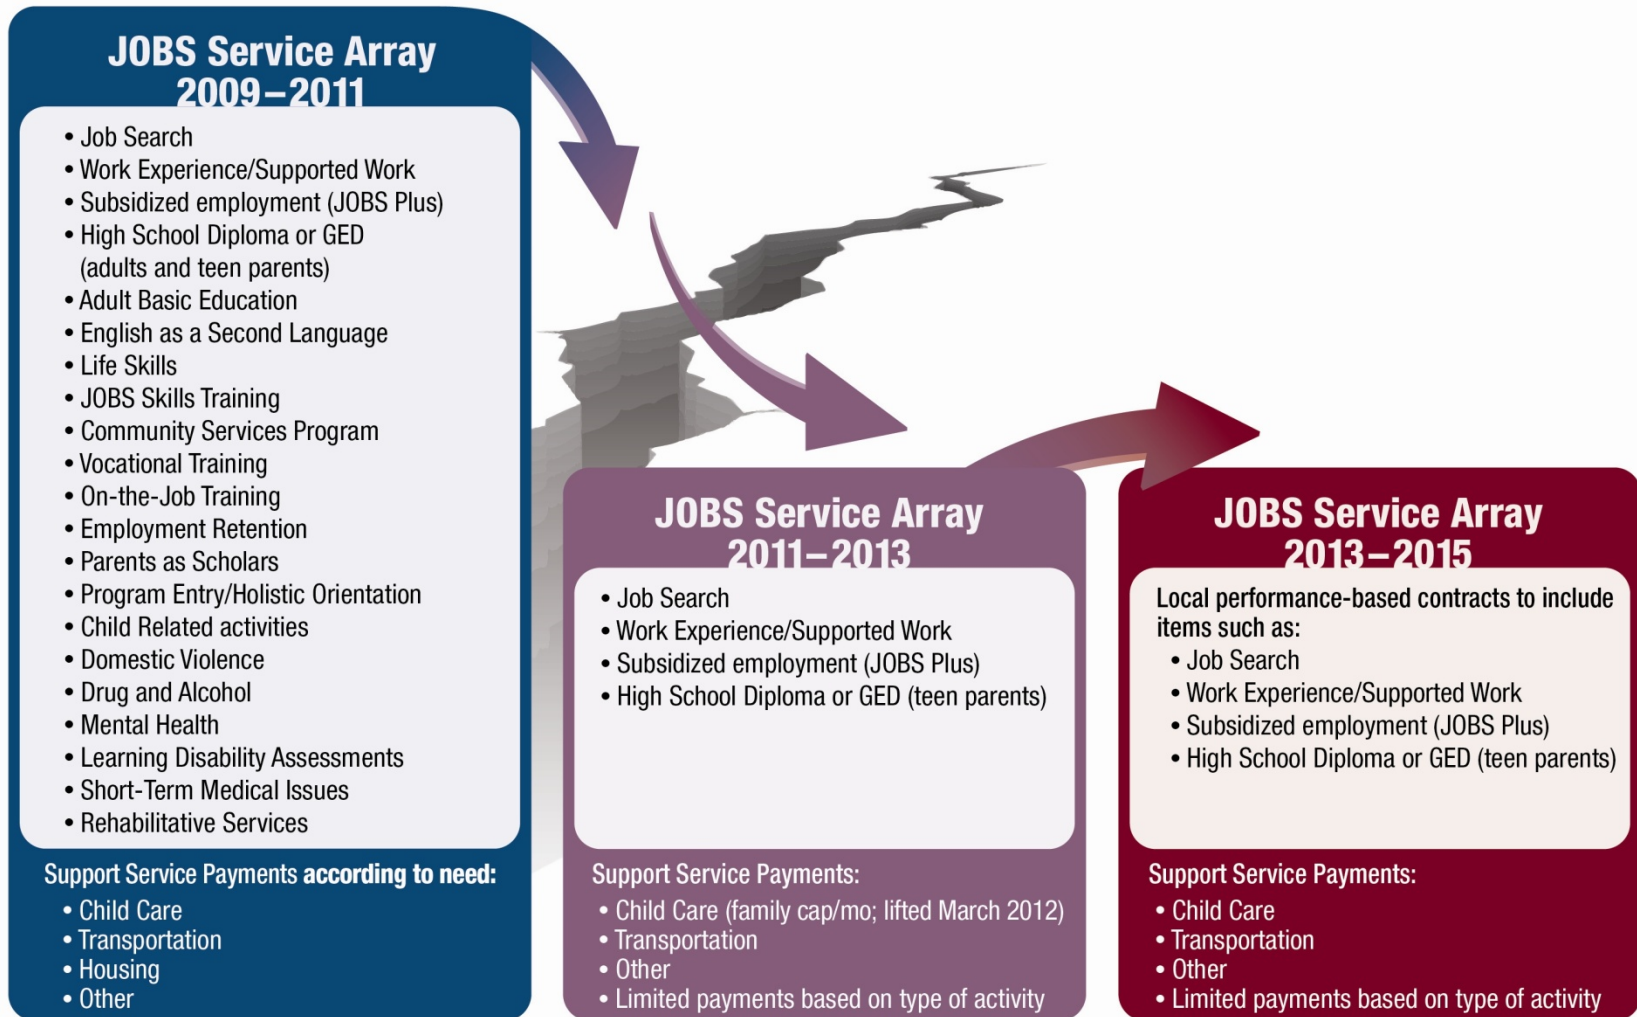 JOBS Service Array
2009–2011
• Job Search
• Work Experience/Supported Work
• Subsidized employment (JOBS Plus)
• High School Diploma or GED
(adults and teen parents)
• Adult Basic Education
• English as a Second Language
• Life Skills
• JOBS Skills Training
• Community Services Program
• Vocational Training
• On-the-Job Training
• Employment Retention
• Parents as Scholars
• Program Entry/Holistic Orientation
• Child Related activities
• Domestic Violence
• Drug and Alcohol
• Mental Health
• Learning Disability Assessments
• Short-Term Medical Issues
• Rehabilitative Services
Support Service Payments according to need:
• Child Care
• Transportation
• Housing
• Other
JOBS Service Array
2011–2013
• Job Search
• Work Experience/Supported Work
• Subsidized employment (JOBS Plus)
• High School Diploma or GED (teen parents)
Support Service Payments:
• Child Care (family cap/mo; lifted March 2012)
• Transportation
• Other
• Limited payments based on type of activity
JOBS Service Array
2013–2015
Local performance-based contracts to include
items such as:
• Job Search
• Work Experience/Supported Work
• Subsidized employment (JOBS Plus)
• High School Diploma or GED (teen parents)
Support Service Payments:
• Child Care
• Transportation
• Other
• Limited payments based on type of activity